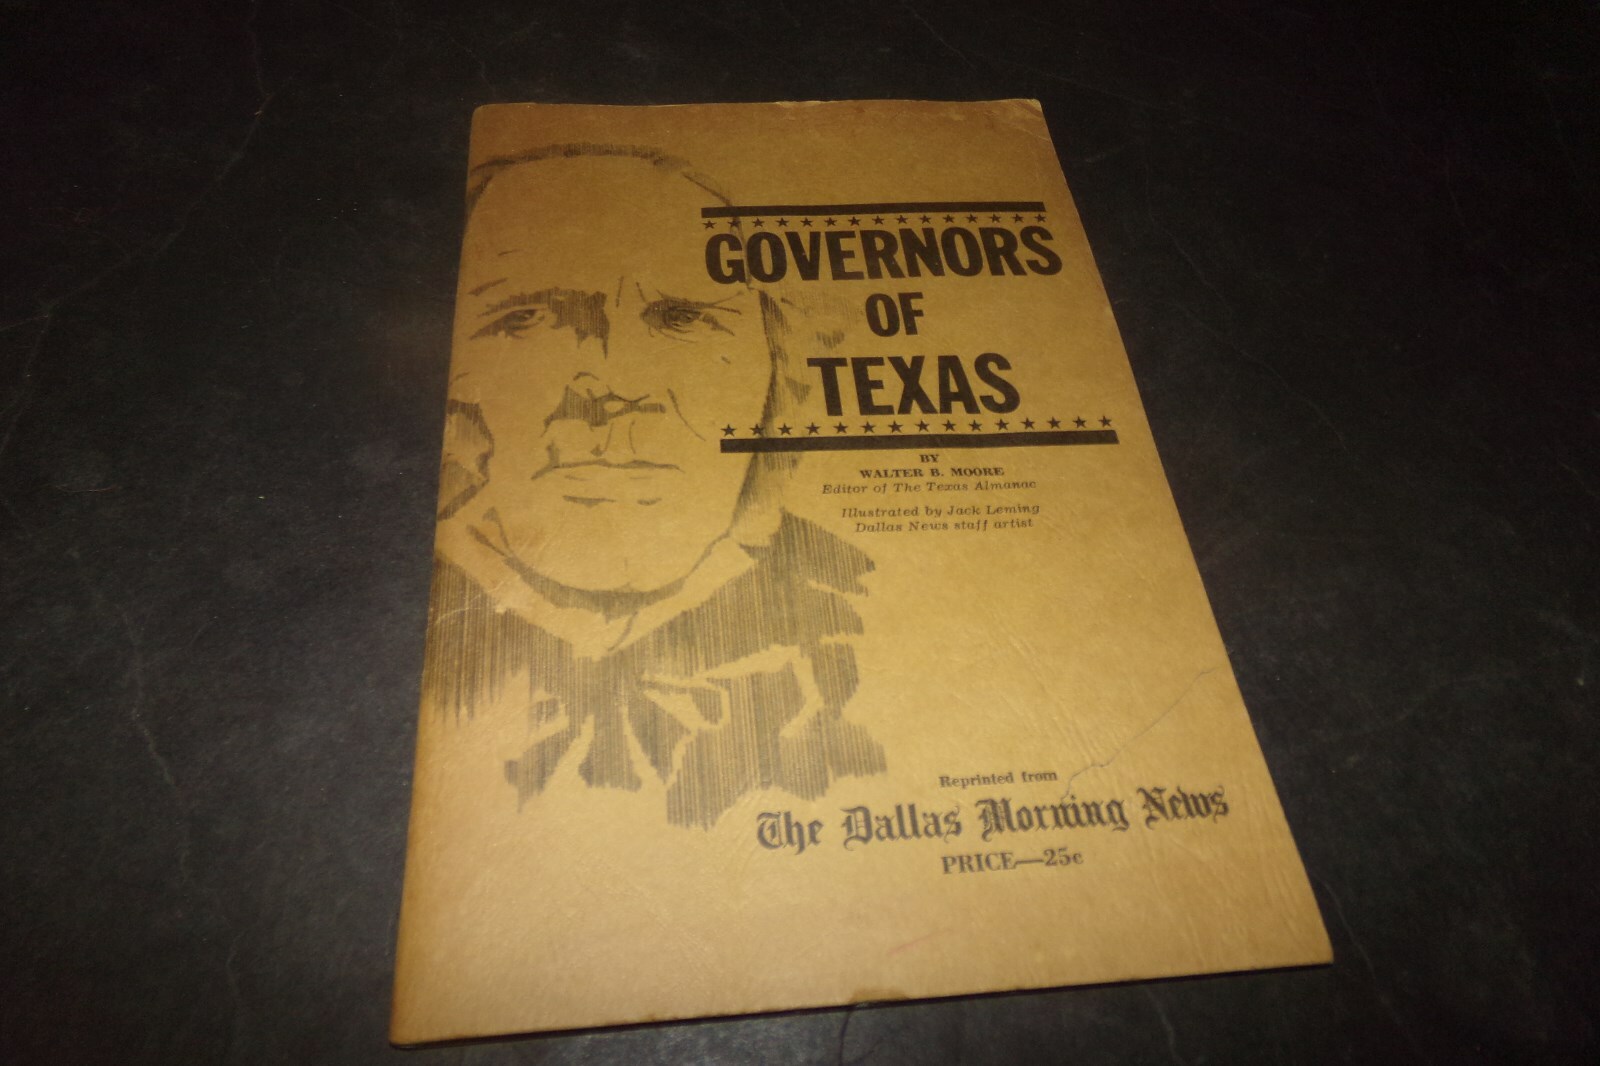 GOVERNORS
OF
TEXAS
BY
WALTER B. MOORE
Editor of The Texas Almanac
Illustrated by Jack Leming
Dallas News staff artist
Reprinted from
The Dallas Morning News
PRICE—25c